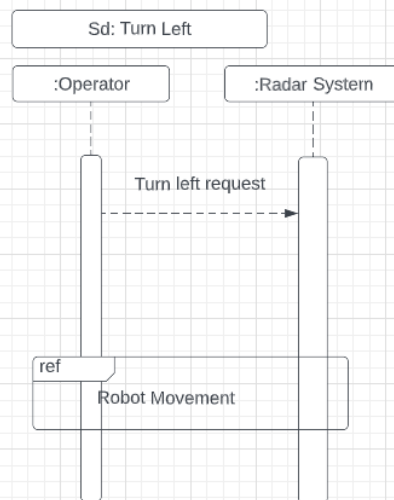 Sd: Turn Left
:Operator
:Radar System
Turn left request
ref
Robot Movement